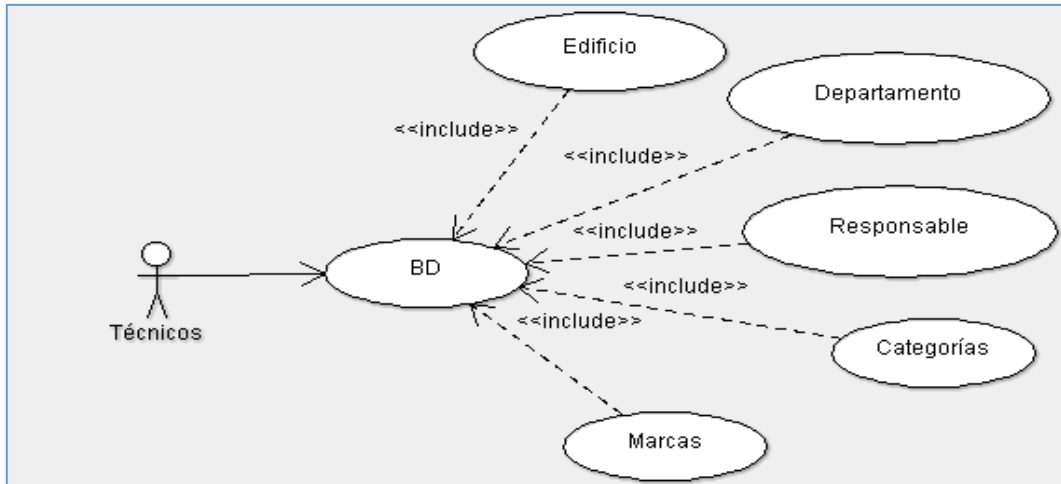 Edificio
Departamento
<<include>>
<<include>>
Responsable
<<include>>
BD
<<include>>
<<include>>
Técnicos
Categorías
Marcas